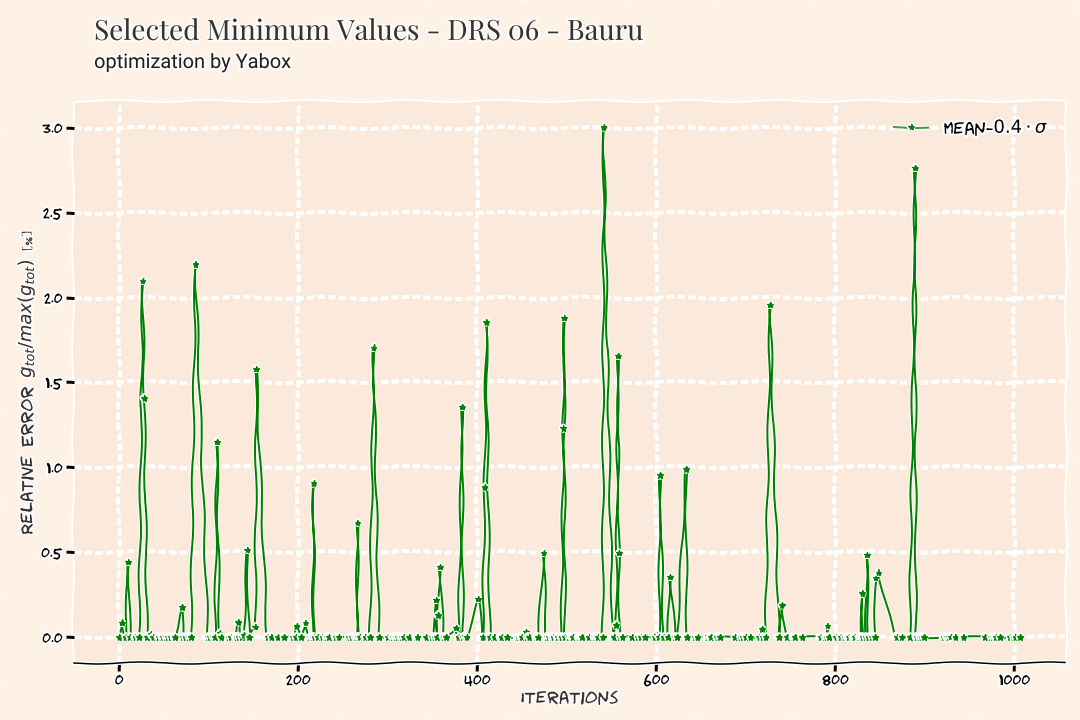 Selected Minimum Values - DRS 06 - Bauru
optimization by Yabox
MEAN-0.4 · σ
RELATIVE ERROR g_tot/max(g_tot) [%]
3.0
2.5
2.0
1.5
1.0
0.5
0.0
0 200 400 600 800 1000
ITERATIONS